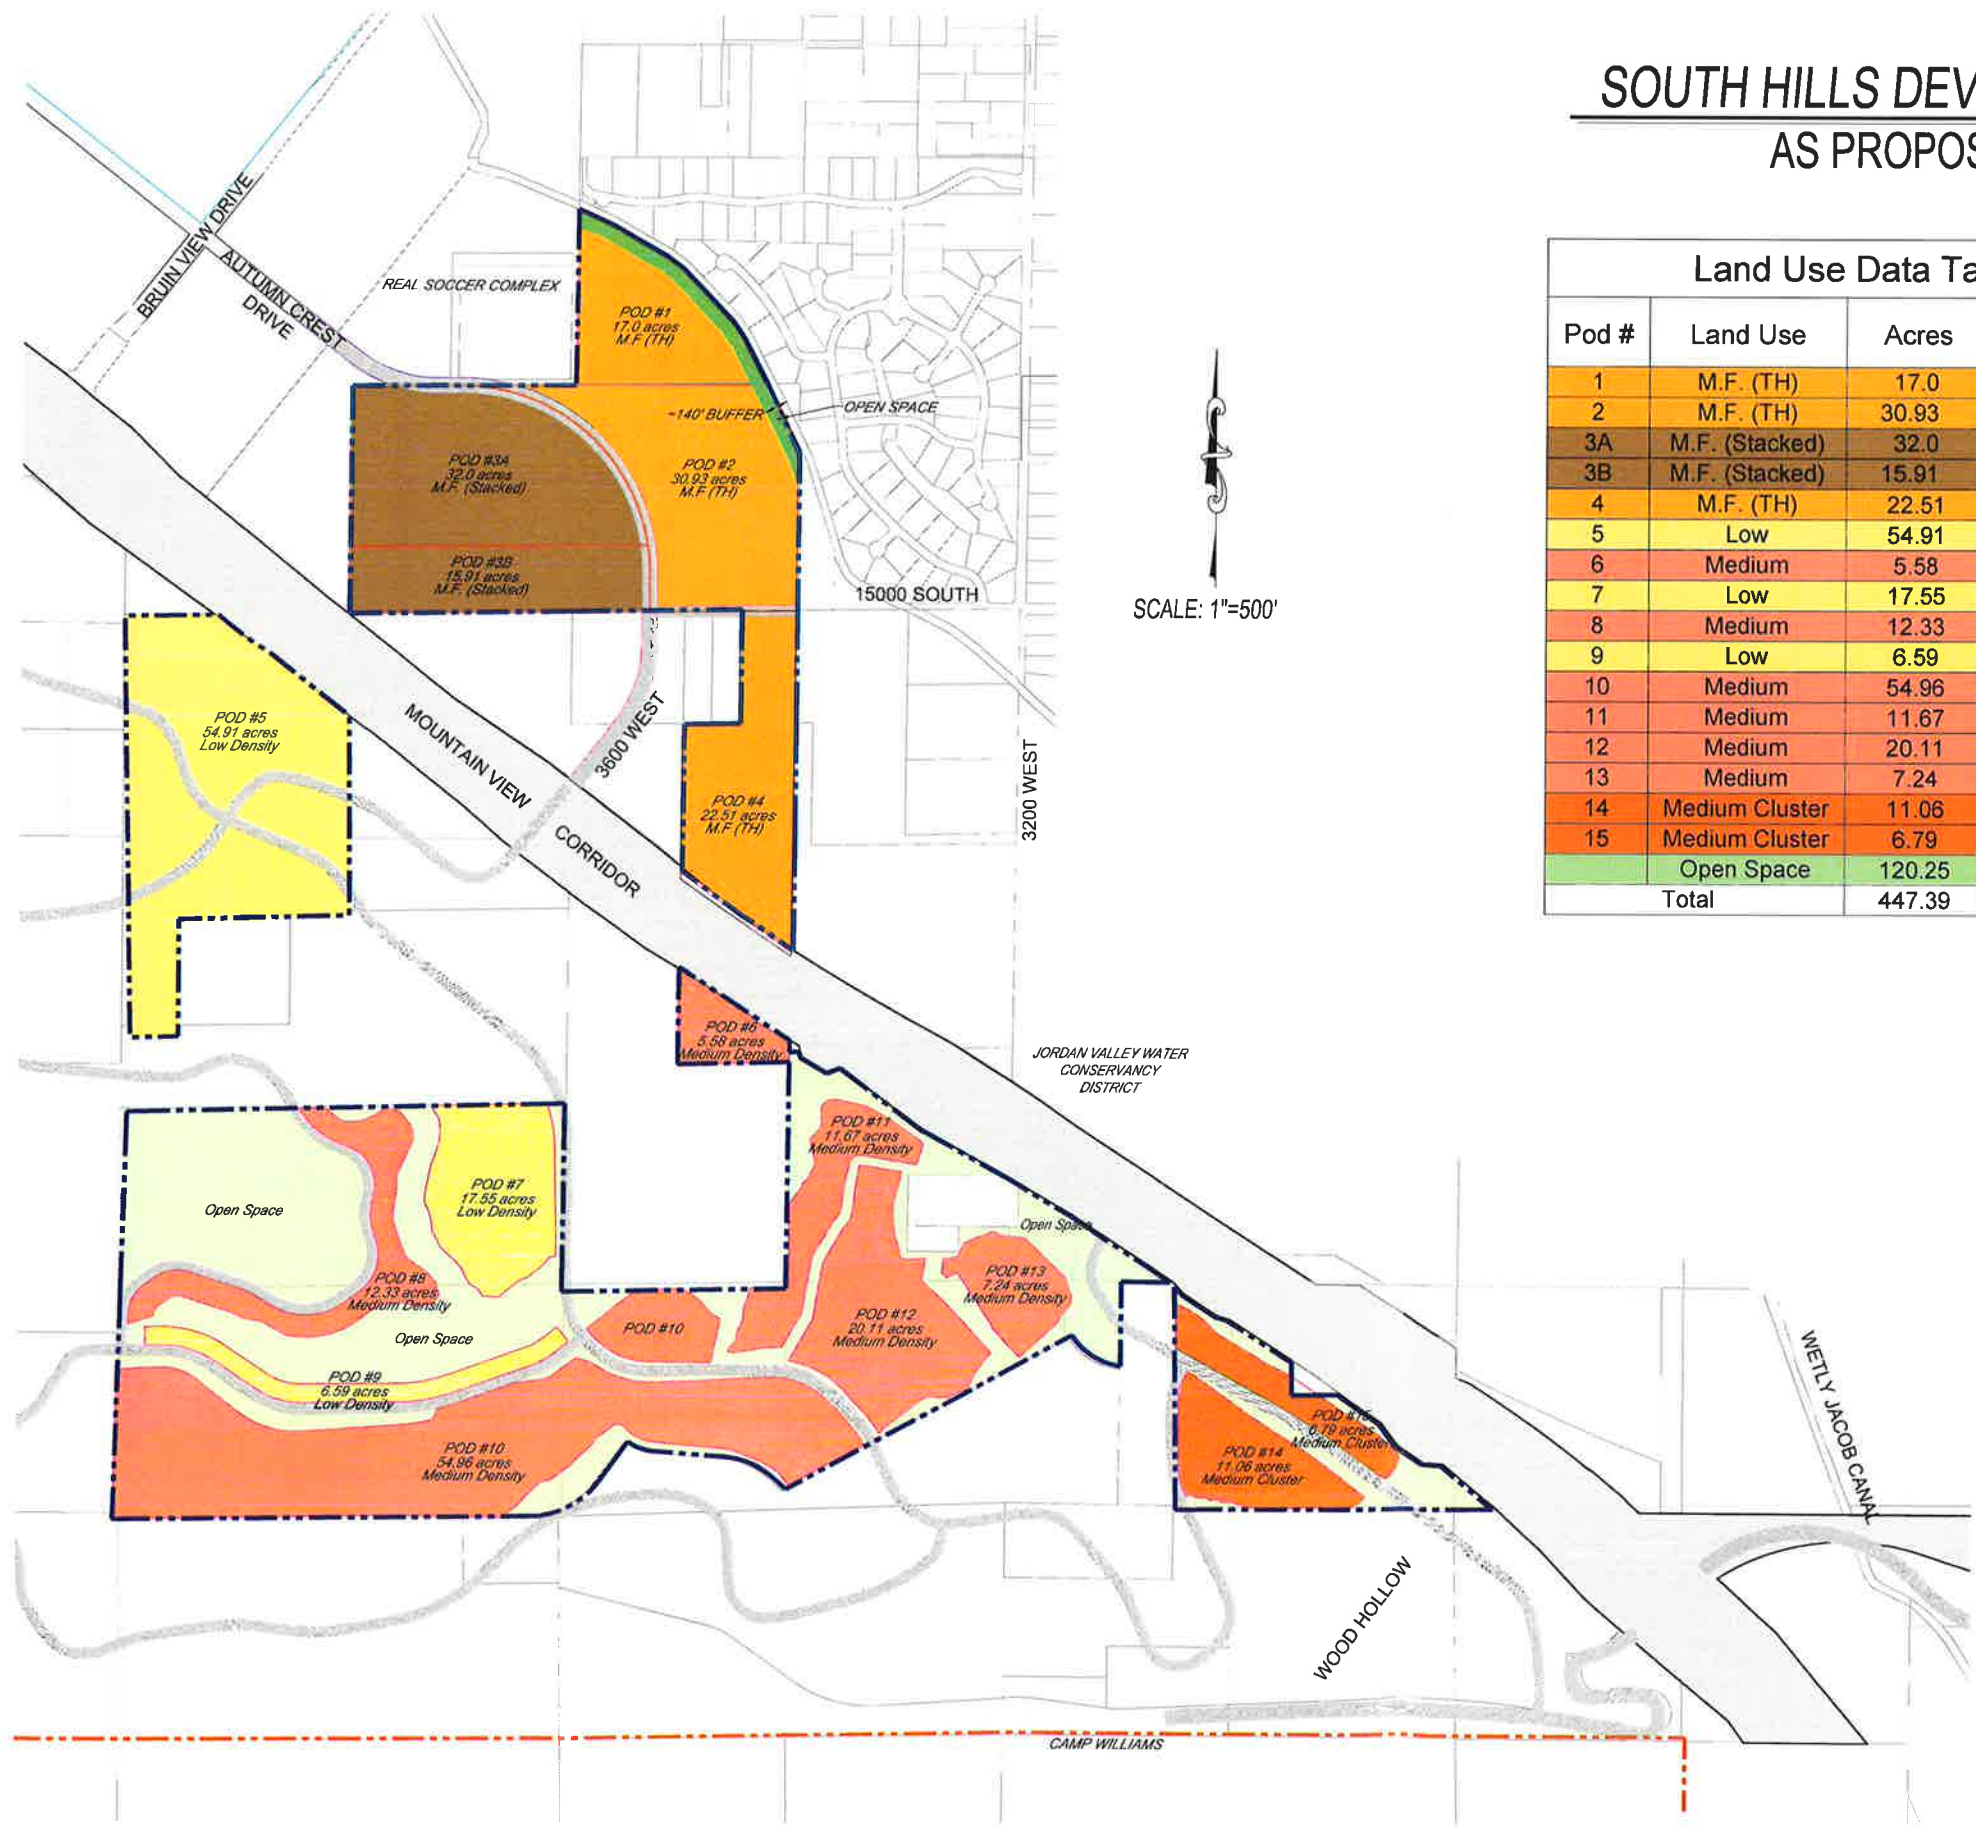 SOUTH HILLS DEV
AS PROPOS
Land Use Data Ta
Pod # Land Use Acres
1 M.F. (TH) 17.0
2 M.F. (TH) 30.93
3A M.F. (Stacked) 32.0
3B M.F. (Stacked) 15.91
4 M.F. (TH) 22.51
5 Low 54.91
6 Medium 5.58
7 Low 17.55
8 Medium 12.33
9 Low 6.59
10 Medium 54.96
11 Medium 11.67
12 Medium 20.11
13 Medium 7.24
14 Medium Cluster 11.06
15 Medium Cluster 6.79
Open Space 120.25
Total 447.39
BRUIN VIEW DRIVE
AUTUMN CREST
DRIVE
REAL SOCCER COMPLEX
POD #1
17.0 acres
M.F (TH)
~140' BUFFER
OPEN SPACE
POD #3A
32.0 acres
M.F. (Stacked)
POD #2
30.93 acres
M.F (TH)
POD #3B
15.91 acres
M.F. (Stacked)
15000 SOUTH
SCALE: 1"=500'
POD #5
54.91 acres
Low Density
MOUNTAIN VIEW
CORRIDOR
3600 WEST
3200 WEST
POD #4
22.51 acres
M.F (TH)
POD #6
5.58 acres
Medium Density
JORDAN VALLEY WATER
CONSERVANCY
DISTRICT
POD #11
11.67 acres
Medium Density
POD #7
17.55 acres
Low Density
Open Space
Open Space
POD #8
12.33 acres
Medium Density
POD #13
7.24 acres
Medium Density
Open Space
POD #10
POD #12
20.11 acres
Medium Density
POD #9
6.59 acres
Low Density
POD #10
54.96 acres
Medium Density
POD #15
6.79 acres
Medium Cluster
POD #14
11.06 acres
Medium Cluster
WETLY JACOB CANAL
WOOD HOLLOW
CAMP WILLIAMS